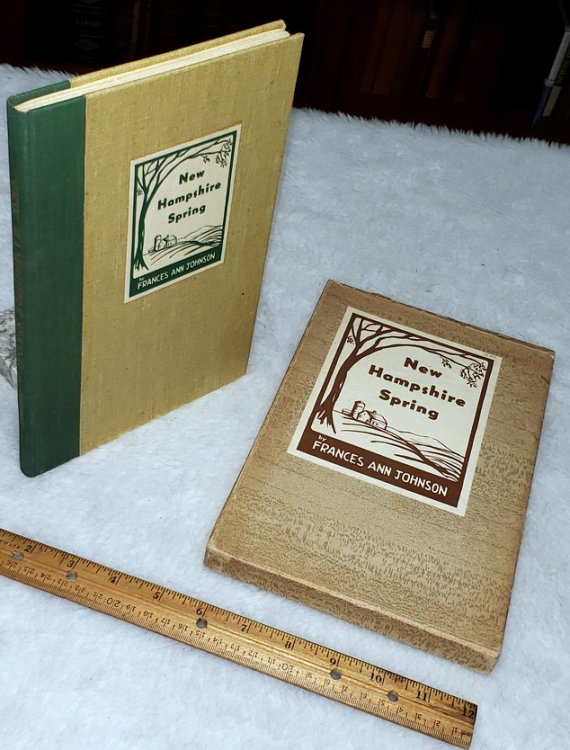 New
Hampshire
Spring
by
FRANCES ANN JOHNSON
New
Hampshire
Spring
by
FRANCES ANN JOHNSON
2 3 4 5 6 7 8 9 10 11 12